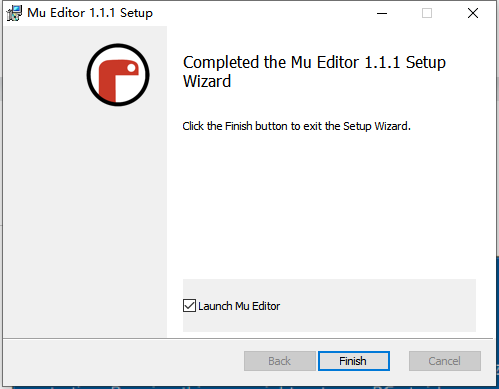 Mu Editor 1.1.1 Setup
Completed the Mu Editor 1.1.1 Setup
Wizard
Click the Finish button to exit the Setup Wizard.
Launch Mu Editor
Back
Finish
Cancel